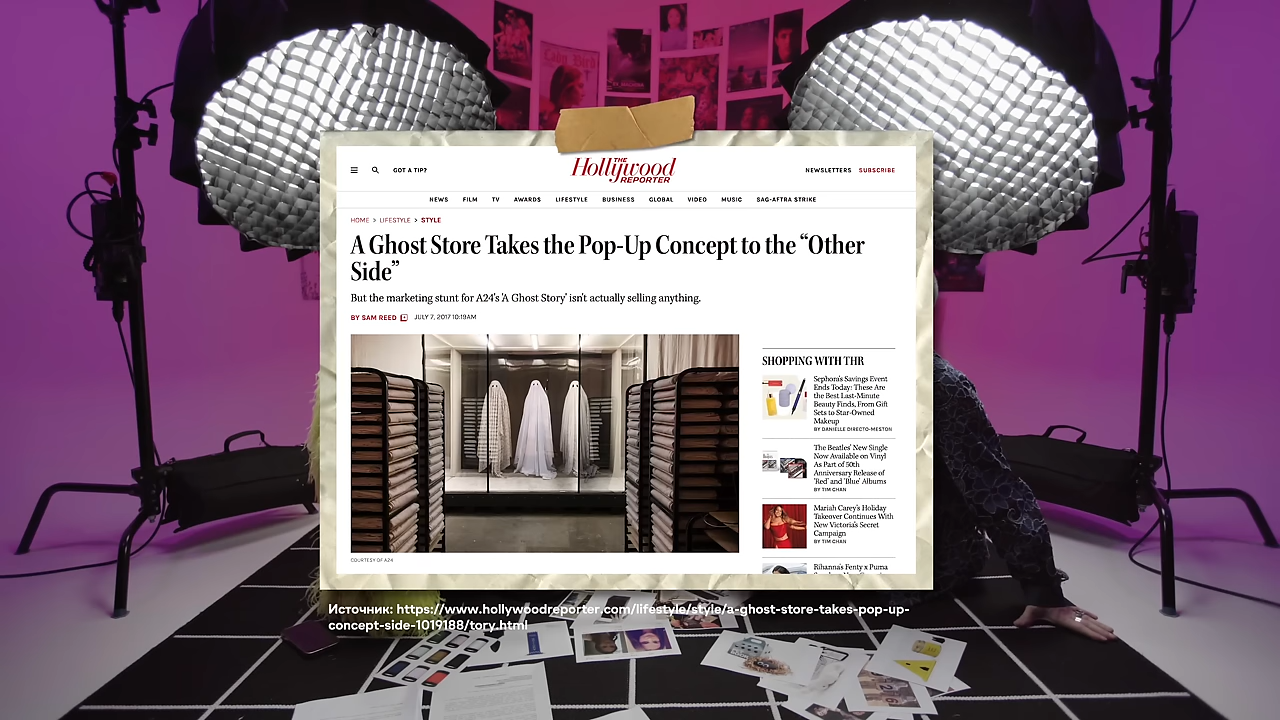 Lady Bird
GOT A TIP?
THE
Hollywood
REPORTER
NEWSLETTERS SUBSCRIBE
NEWS FILM TV AWARDS LIFESTYLE BUSINESS GLOBAL VIDEO MUSIC SAG-AFTRA STRIKE
HOME > LIFESTYLE > STYLE
A Ghost Store Takes the Pop-Up Concept to the “Other
Side”
But the marketing stunt for A24's 'A Ghost Story' isn't actually selling anything.
BY SAM REED JULY 7, 2017 10:19AM
COURTESY OF A24
SHOPPING WITH THR
Sephora's Savings Event
Ends Today: These Are
the Best Last-Minute
Beauty Finds, From Gift
Sets to Star-Owned
Makeup
BY DANIELLE DIRECTO-MESTON
The Beatles' New Single
Now Available on Vinyl
As Part of 50th
Anniversary Release of
'Red' and 'Blue' Albums
BY TIM CHAN
Mariah Carey's Holiday
Takeover Continues With
New Victoria's Secret
Campaign
BY TIM CHAN
Rihanna's Fenty x Puma
Источник: https://www.hollywoodreporter.com/lifestyle/style/a-ghost-store-takes-pop-up-
concept-side-1019188/tory.html